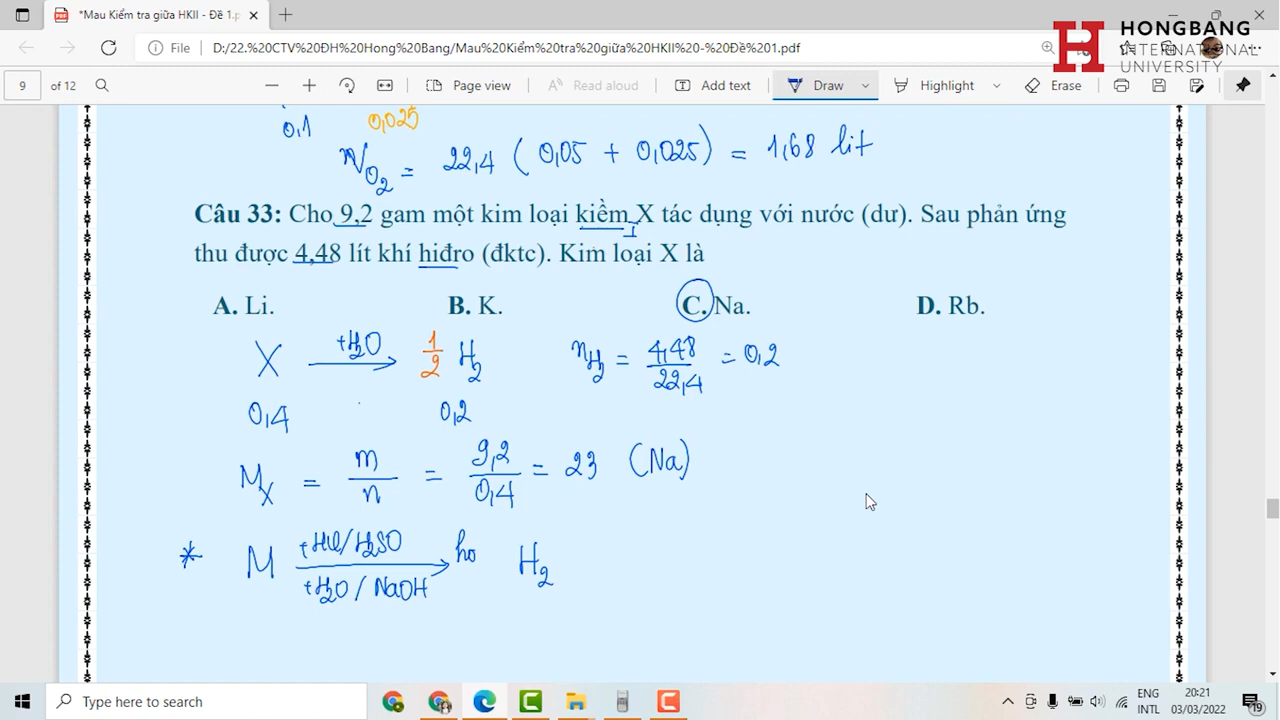 *Mau Kiểm tra giữa HKII - Đề 1.p
HONGBANG
INTERNATIONAL
UNIVERSITY
File D:/22.%20CTV%20ĐH%20Hong%20Bang/Mau%20Kiểm%20tra%20giữa%20HKII%20-%20Đề%201.pdf
9 of 12 Page view Read aloud Add text Draw Highlight Erase
0,1 0,025
VO2 = 22,4 ( 0,05 + 0,025) = 1,68 lit
Câu 33: Cho 9,2 gam một kim loại kiềm X tác dụng với nước (dư). Sau phản ứng
I
thu được 4,48 lít khí hiđro (đktc). Kim loại X là
A. Li. B. K. C. Na. D. Rb.
X +H2O 1/2 H2 nH2 = 4,48/22,4 = 0,2
0,4 0,2
MX = m/n = 9,2/0,4 = 23 (Na)
* M +HCl/H2SO ho H2
+H2O / NaOH
Type here to search
ENG 20:21
INTL 03/03/2022 19